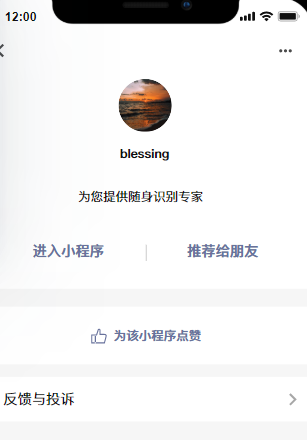 12:00
blessing
为您提供随身识别专家
进入小程序
推荐给朋友
为该小程序点赞
反馈与投诉